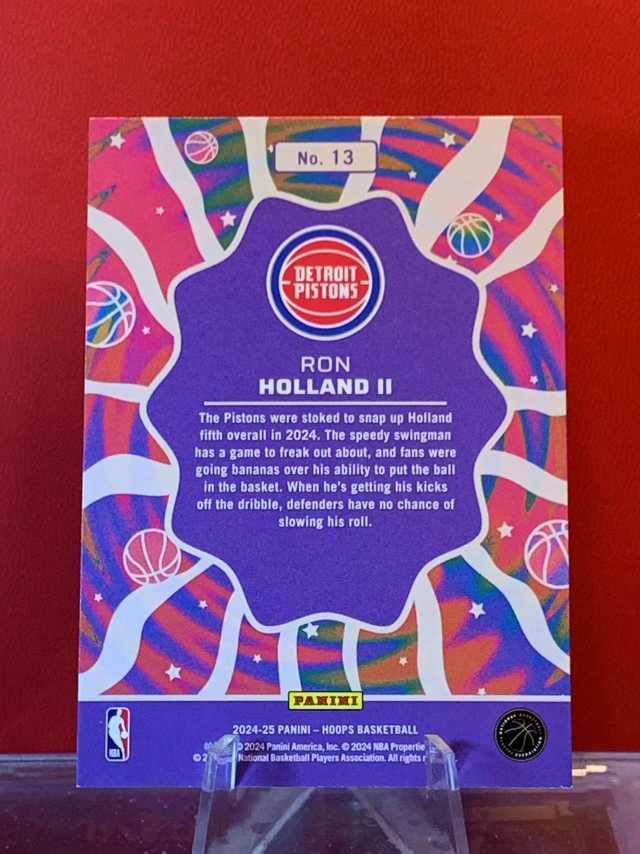 No. 13
DETROIT
PISTONS
RON
HOLLAND II
The Pistons were stoked to snap up Holland
fifth overall in 2024. The speedy swingman
has a game to freak out about, and fans were
going bananas over his ability to put the ball
in the basket. When he's getting his kicks
off the dribble, defenders have no chance of
slowing his roll.
PANINI
2024-25 PANINI – HOOPS BASKETBALL
© 2024 Panini America, Inc. © 2024 NBA
National Basketball Players Association. All rights
NBA